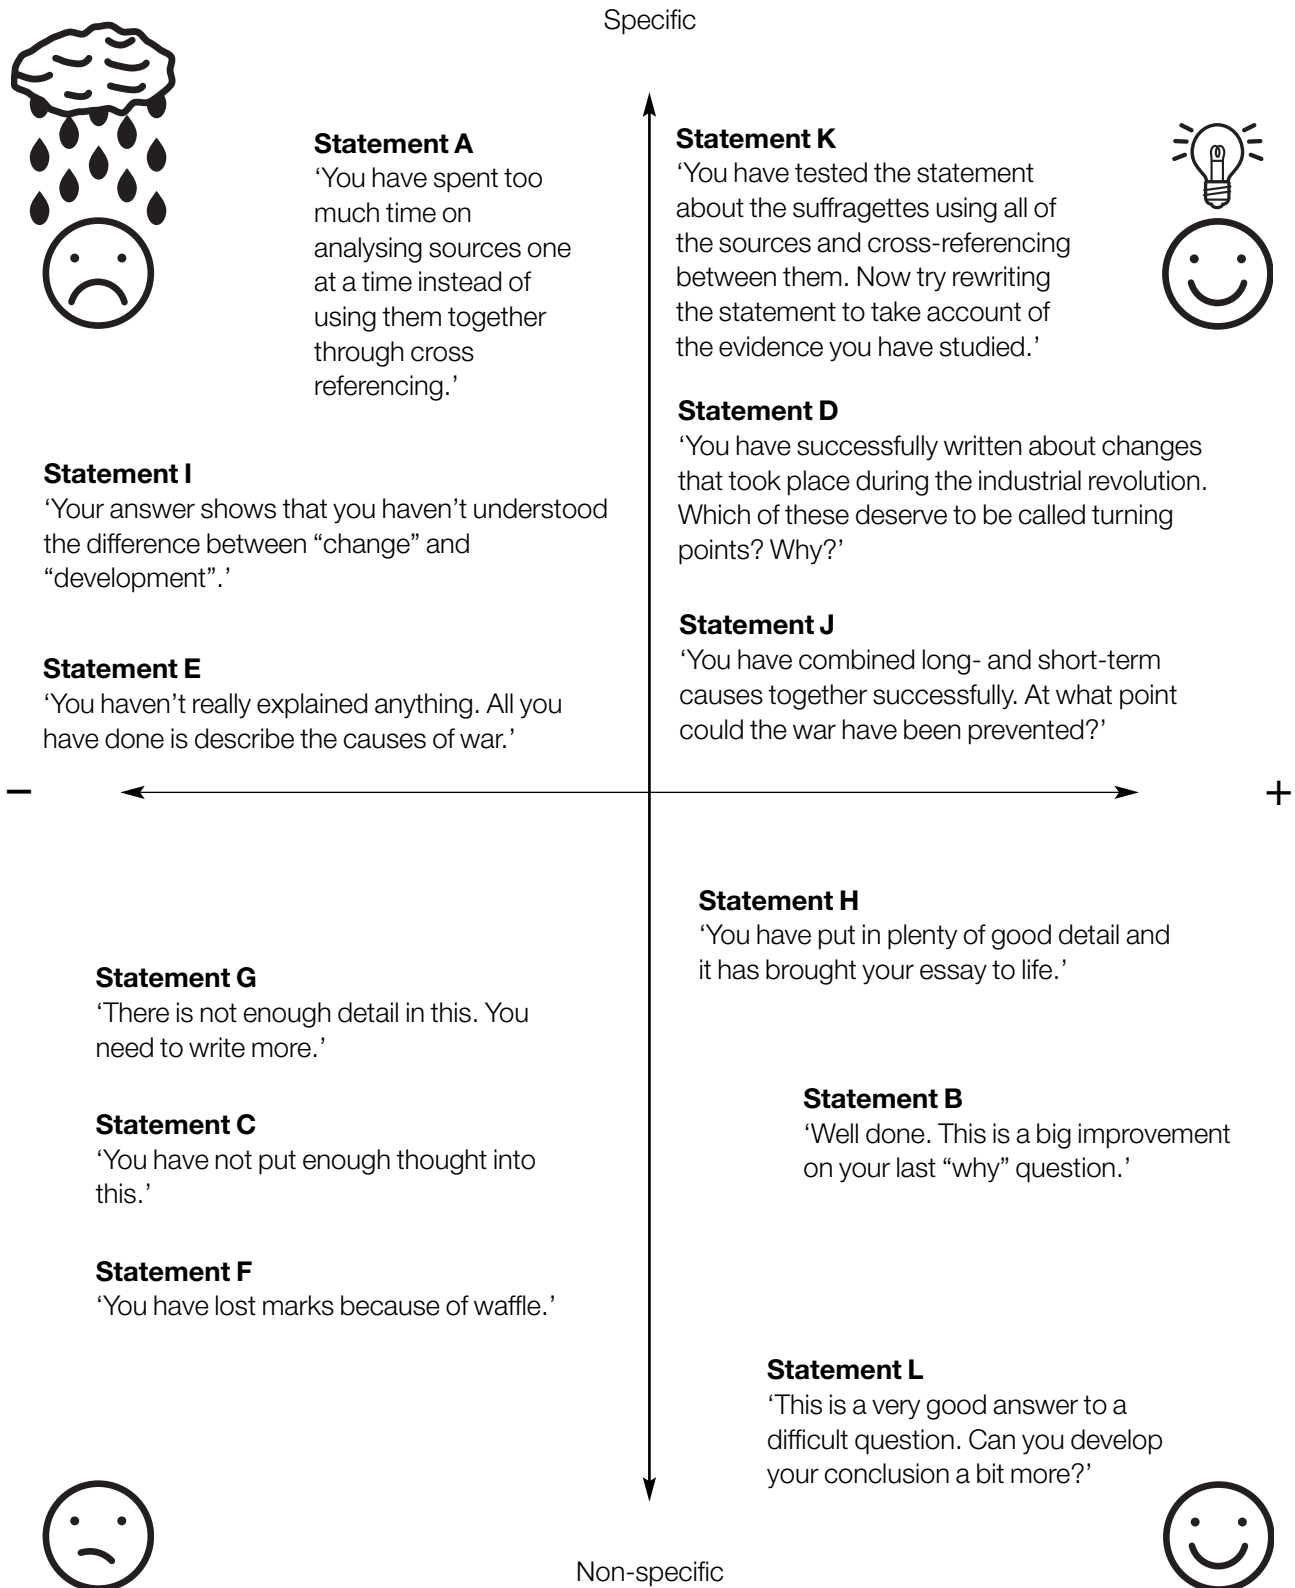 Specific
Statement A
‘You have spent too
much time on
analysing sources one
at a time instead of
using them together
through cross
referencing.’
Statement K
‘You have tested the statement
about the suffragettes using all of
the sources and cross-referencing
between them. Now try rewriting
the statement to take account of
the evidence you have studied.’
Statement D
‘You have successfully written about changes
that took place during the industrial revolution.
Which of these deserve to be called turning
points? Why?’
Statement I
‘Your answer shows that you haven’t understood
the difference between “change” and
“development”.’
Statement J
‘You have combined long- and short-term
causes together successfully. At what point
could the war have been prevented?’
Statement E
‘You haven’t really explained anything. All you
have done is describe the causes of war.’
–
+
Statement H
‘You have put in plenty of good detail and
it has brought your essay to life.’
Statement G
‘There is not enough detail in this. You
need to write more.’
Statement B
‘Well done. This is a big improvement
on your last “why” question.’
Statement C
‘You have not put enough thought into
this.’
Statement F
‘You have lost marks because of waffle.’
Statement L
‘This is a very good answer to a
difficult question. Can you develop
your conclusion a bit more?’
Non-specific